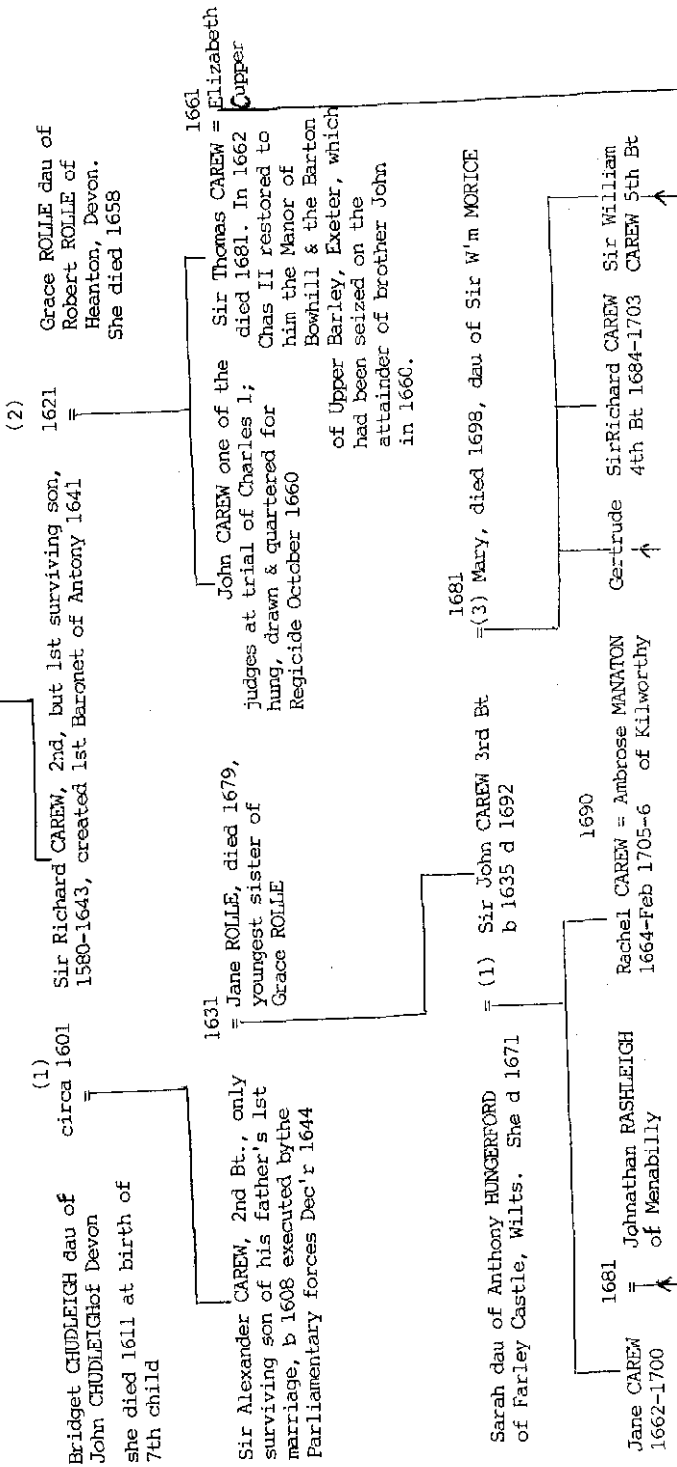 (1)
circa 1601
=
Bridget CHUDLEIGH dau of
John CHUDLEIGHof Devon
she died 1611 at birth of
7th child
Sir Richard CAREW, 2nd, but 1st surviving son,
1580-1643, created 1st Baronet of Antony 1641
(2)
1621
=
Grace ROLLE dau of
Robert ROLLE of
Heanton, Devon.
She died 1658
Sir Alexander CAREW, 2nd Bt., only
surviving son of his father's 1st
marriage, b 1608 executed bythe
Parliamentary forces Dec'r 1644
1631
= Jane ROLLE, died 1679,
youngest sister of
Grace ROLLE
John CAREW one of the
judges at trial of Charles 1;
hung, drawn & quartered for
Regicide October 1660
1661
Sir Thomas CAREW = Elizabeth
Cupper
died 1681. In 1662
Chas II restored to
him the Manor of
Bowhill & the Barton
of Upper Barley, Exeter, which
had been seized on the
attainder of brother John
in 1660.
Sarah dau of Anthony HUNGERFORD
of Farley Castle, Wilts. She d 1671
= (1) Sir John CAREW 3rd Bt
b 1635 d 1692
1681
=(3) Mary, died 1698, dau of Sir W'm MORICE
Jane CAREW
1662-1700
1681
=
Johnathan RASHLEIGH
of Menabilly
1690
Rachel CAREW = Ambrose MANATON
1664-Feb 1705-6 of Kilworthy
Gertrude
SirRichard CAREW
4th Bt 1684-1703
Sir William
CAREW 5th Bt